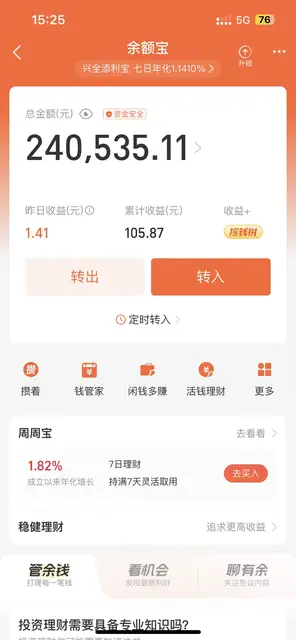 15:25
5G 76
余额宝
兴全添利宝 七日年化1.1410%
升级
总金额(元) 资金安全
240,535.11
昨日收益(元) 累计收益(元) 收益+
1.41 105.87 摇钱树
转出 转入
定时转入
攒
攒着 钱管家 闲钱多赚 活钱理财 更多
周周宝 去看看
1.82% 7日理财
成立以来年化增长 持满7天灵活取用
去买入
稳健理财 追求更高收益
管余钱 看机会 聊有余
打理每一笔钱 发现最新利好 关注热议内容
投资理财需要具备专业知识吗?